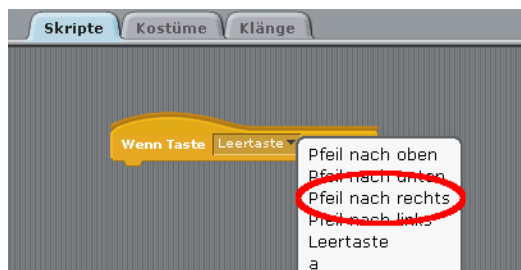 Skripte Kostüme Klänge
Wenn Taste Leertaste
Pfeil nach oben
Pfeil nach unten
Pfeil nach rechts
Pfeil nach links
Leertaste
a